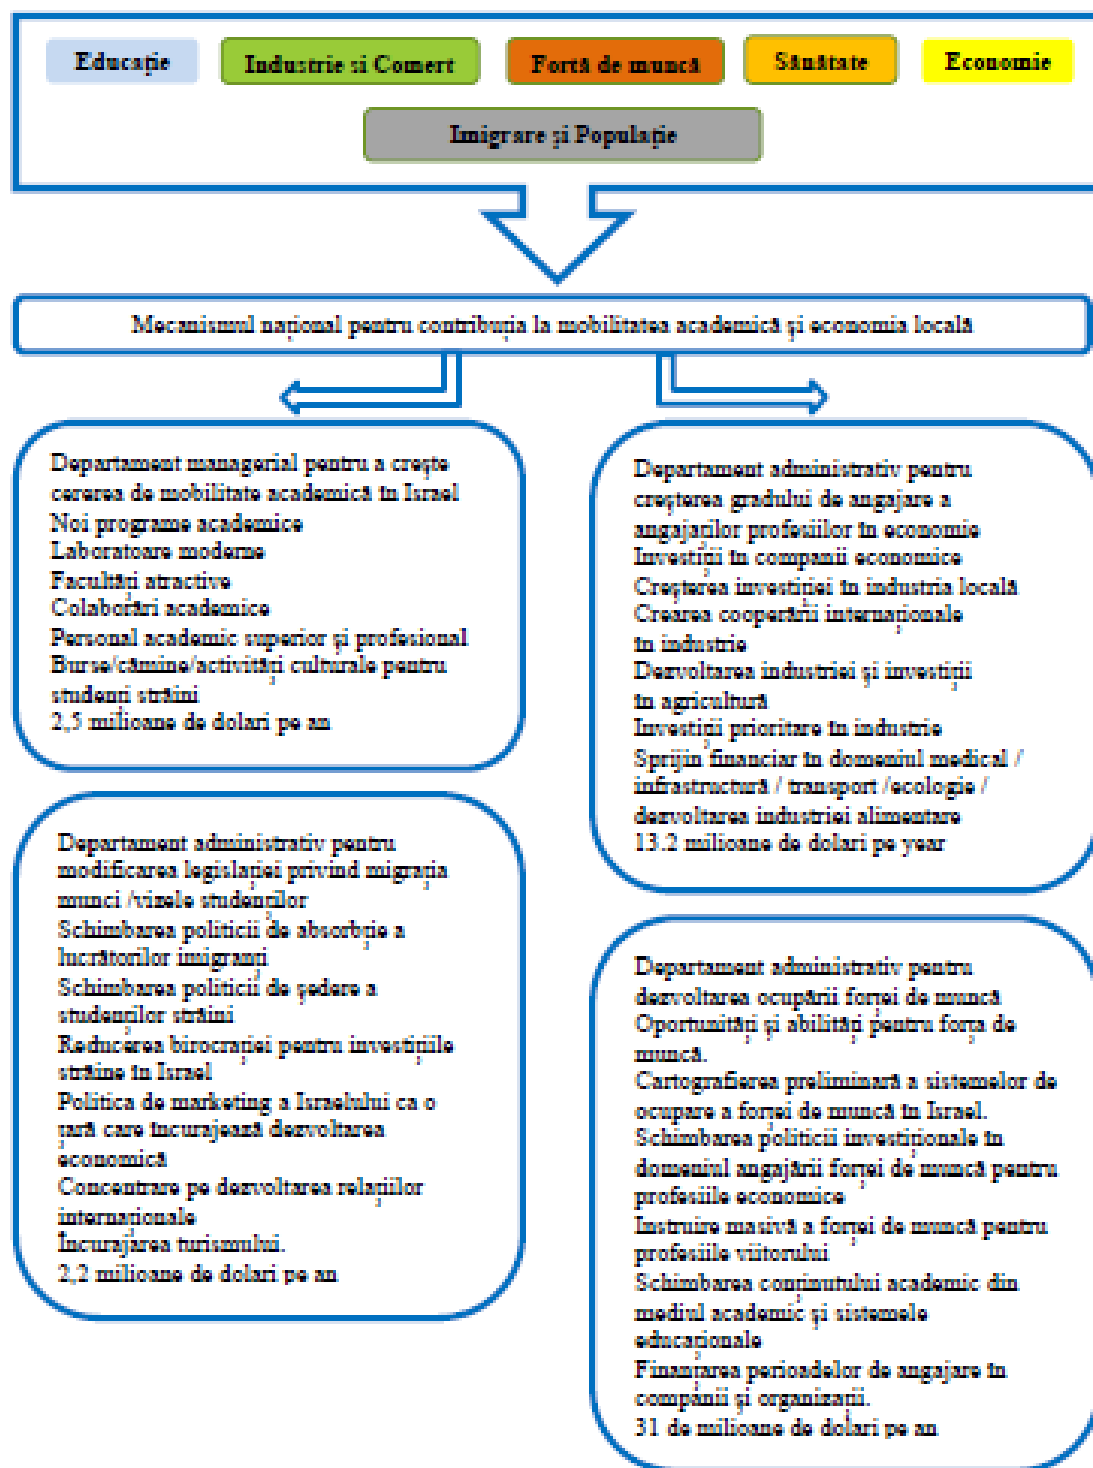 Educație
Industrie si Comert
Fortă de muncă
Sănătate
Economie
Imigrare și Populație
Mecanismul național pentru contribuția la mobilitatea academică și economia locală
Departament managerial pentru a crește
cererea de mobilitate academică în Israel
Noi programe academice
Laboratoare moderne
Facultăți atractive
Colaborări academice
Personal academic superior și profesional
Burse/cămine/activități culturale pentru
studenți străini
2,5 milioane de dolari pe an
Departament administrativ pentru
modificarea legislației privind migrația
munci /vizele studenților
Schimbarea politicii de absorbție a
lucrătorilor imigranți
Schimbarea politicii de ședere a
studenților străini
Reducerea birocrației pentru investițiile
străine în Israel
Politica de marketing a Israelului ca o
țară care încurajează dezvoltarea
economică
Concentrare pe dezvoltarea relațiilor
internaționale
Încurajarea turismului.
2,2 milioane de dolari pe an
Departament administrativ pentru
creșterea gradului de angajare a
angajaților profesiilor în economie
Investiții în companii economice
Creșterea investiției în industria locală
Crearea cooperării internaționale
în industrie
Dezvoltarea industriei și investiții
în agricultură
Investiții prioritare în industrie
Sprijin financiar în domeniul medical /
infrastructură / transport /ecologie /
dezvoltarea industriei alimentare
13.2 milioane de dolari pe year
Departament administrativ pentru
dezvoltarea ocupării forței de muncă
Oportunități și abilități pentru forța de
muncă.
Cartografierea preliminară a sistemelor de
ocupare a forței de muncă în Israel.
Schimbarea politicii investiționale în
domeniul angajării forței de muncă pentru
profesiile economice
Instruire masivă a forței de muncă pentru
profesiile viitorului
Schimbarea conținutului academic din
mediul academic și sistemele
educaționale
Finanțarea perioadelor de angajare în
companii și organizații.
31 de milioane de dolari pe an